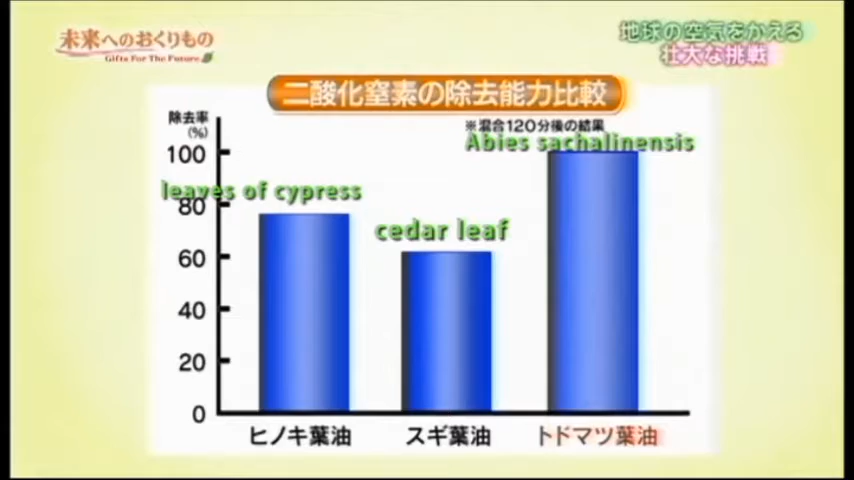 未来へのおくりもの
Gifts For The Future
地球の空気をかえる
壮大な挑戦
二酸化窒素の除去能力比較
除去率
(%)
※混合120分後の結果
Abies sachalinensis
leaves of cypress
cedar leaf
100
80
60
40
20
0
ヒノキ葉油
スギ葉油
トドマツ葉油